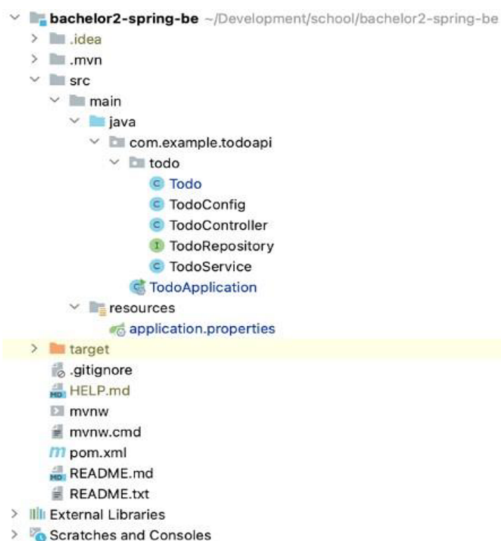 bachelor2-spring-be ~/Development/school/bachelor2-spring-be
.idea
.mvn
src
main
java
com.example.todoapi
todo
C Todo
C TodoConfig
C TodoController
I TodoRepository
C TodoService
TodoApplication
resources
application.properties
target
.gitignore
MD HELP.md
mvnw
mvnw.cmd
m pom.xml
MD README.md
README.txt
External Libraries
Scratches and Consoles